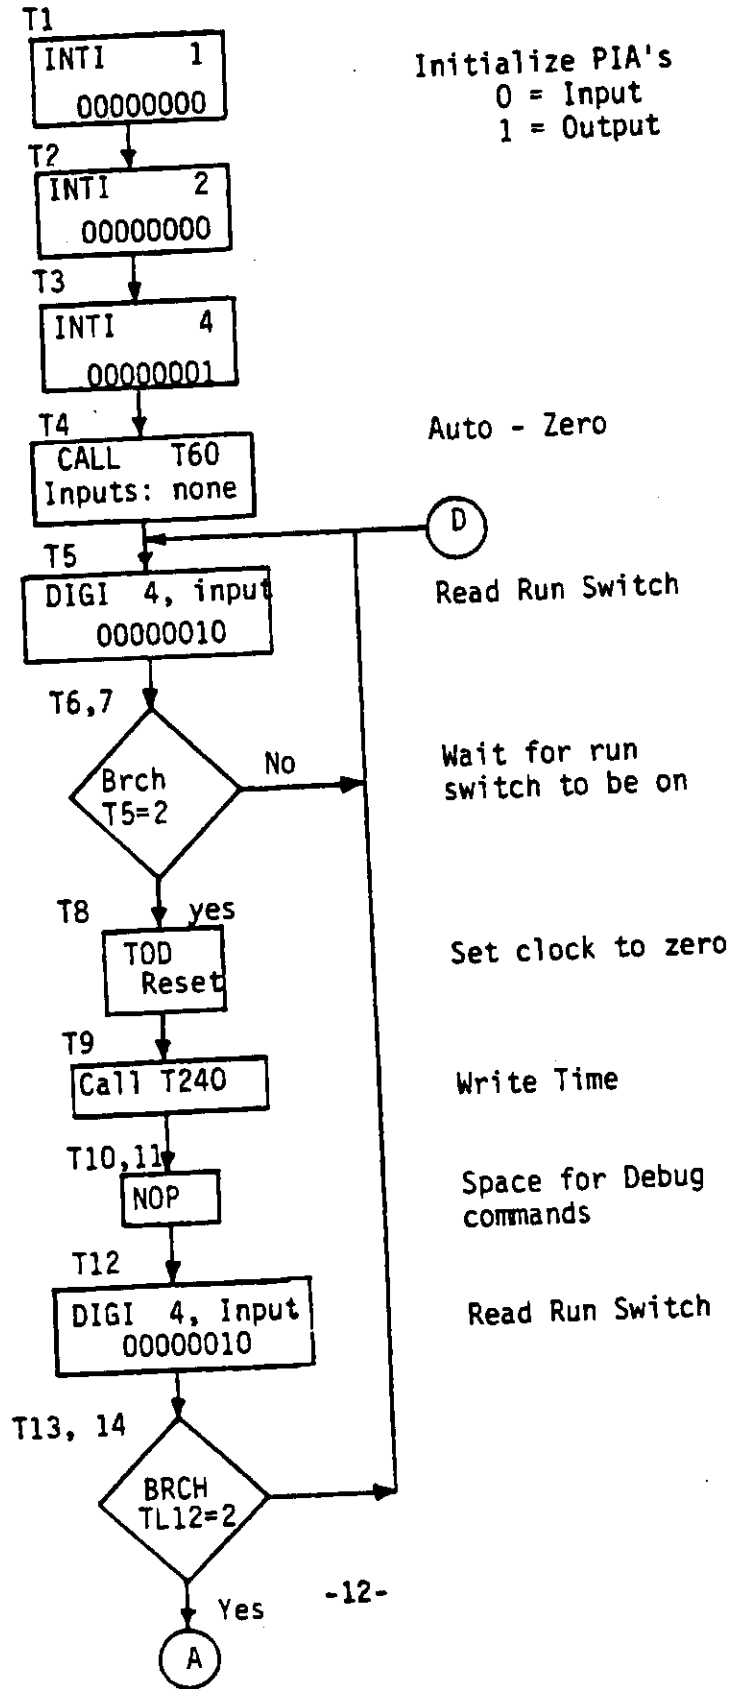 T1
INTI 1
00000000
Initialize PIA's
0 = Input
1 = Output
T2
INTI 2
00000000
T3
INTI 4
00000001
T4
CALL T60
Inputs: none
Auto - Zero
D
T5
DIGI 4, input
00000010
Read Run Switch
T6,7
Brch
T5=2
No
Wait for run
switch to be on
T8
yes
TOD
Reset
Set clock to zero
T9
Call T240
Write Time
T10,11
NOP
Space for Debug
commands
T12
DIGI 4, Input
00000010
Read Run Switch
T13, 14
BRCH
TL12=2
Yes
-12-
A